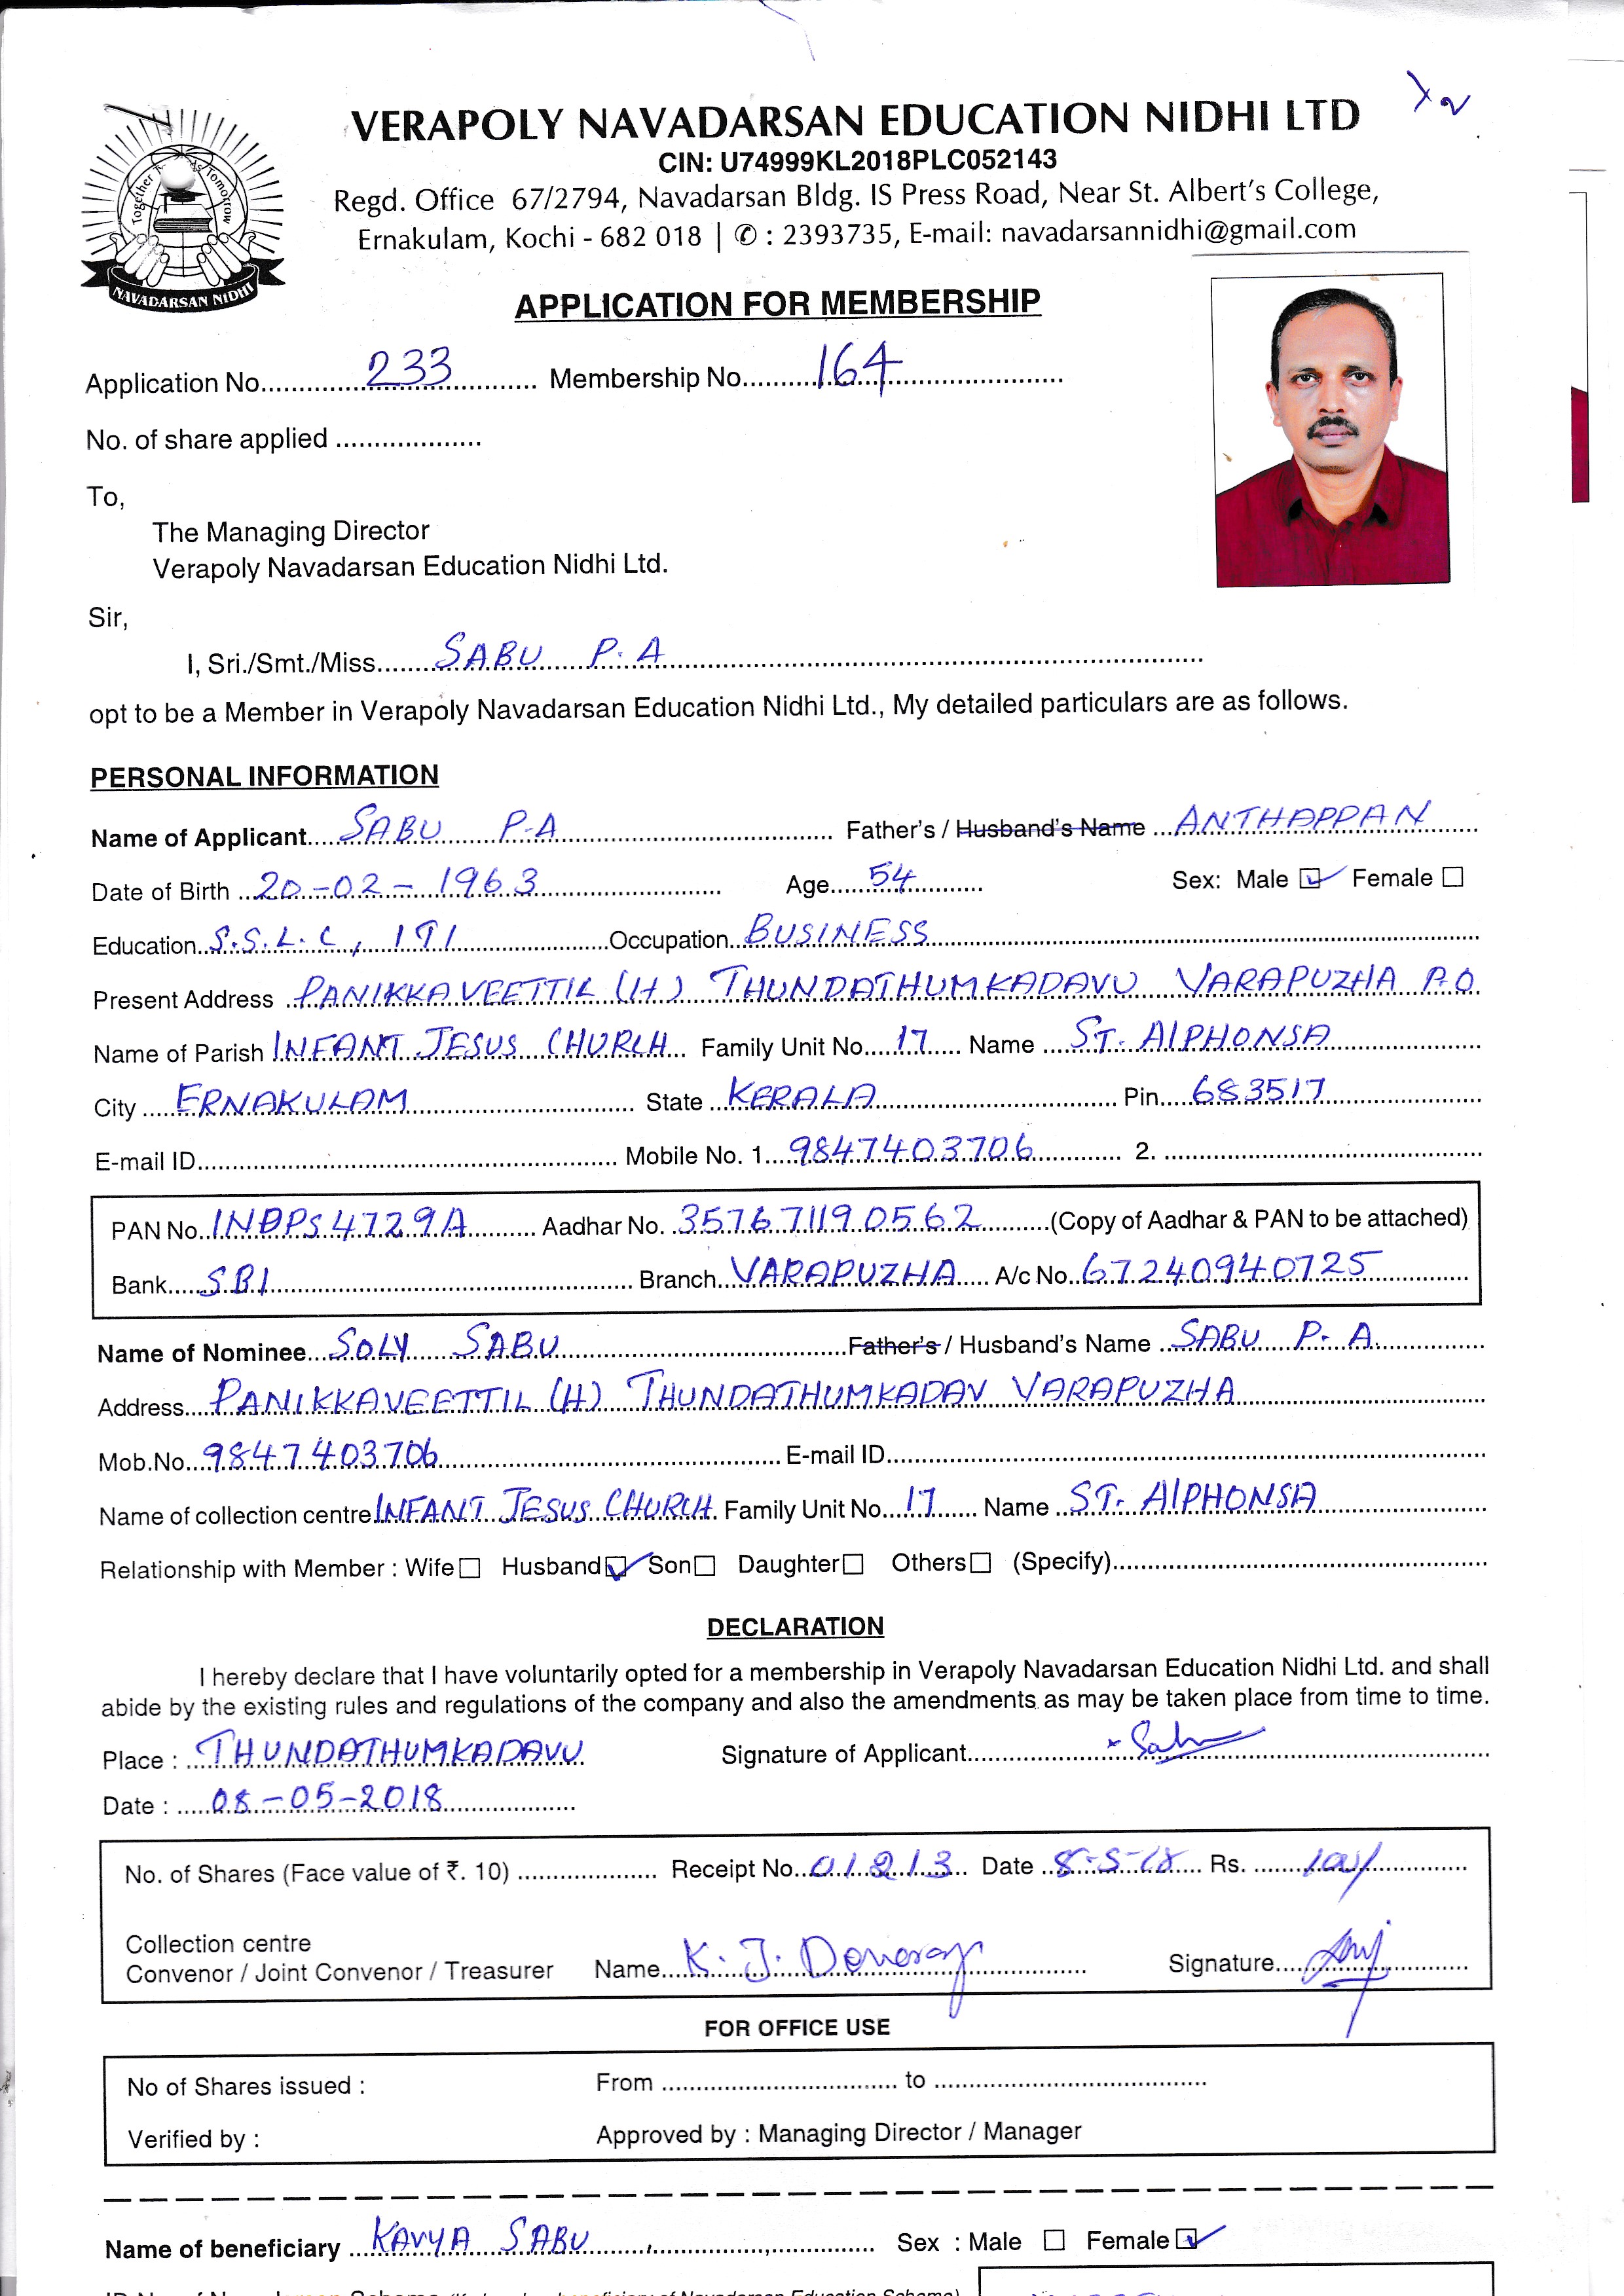 VERAPOLY NAVADARSAN EDUCATION NIDHI LTD
CIN: U74999KL2018PLC052143
Regd. Office 67/2794, Navadarsan Bldg. IS Press Road, Near St. Albert's College,
Ernakulam, Kochi - 682 018 | ✆ : 2393735, E-mail: navadarsannidhi@gmail.com
NAVADARSAN NIDHI
APPLICATION FOR MEMBERSHIP
Application No. 233 Membership No. 164
No. of share applied
To,
The Managing Director
Verapoly Navadarsan Education Nidhi Ltd.
Sir,
I, Sri./Smt./Miss. SABU P.A
opt to be a Member in Verapoly Navadarsan Education Nidhi Ltd., My detailed particulars are as follows.
PERSONAL INFORMATION
Name of Applicant SABU P.A Father's / Husband's Name ANTHAPPAN
Date of Birth 20-02-1963 Age 54 Sex: Male ☑ Female ☐
Education S.S.L.C, ITI Occupation BUSINESS
Present Address PANIKKAVEETTIL (H) THUNDATHUMKADAVU VARAPUZHA P.O
Name of Parish INFANT JESUS CHURCH Family Unit No. 17 Name ST. AlPHONSA
City ERNAKULAM State KERALA Pin 683517
E-mail ID Mobile No. 1. 9847403706 2.
PAN No. INDPS4729A Aadhar No. 357671190562 (Copy of Aadhar & PAN to be attached)
Bank SBI Branch VARAPUZHA A/c No. 67240940725
Name of Nominee SOLY SABU Father's / Husband's Name SABU P. A.
Address PANIKKAVEETTIL (H) THUNDATHUMKADAV VARAPUZHA
Mob.No. 9847403706 E-mail ID
Name of collection centre INFANT JESUS CHURCH Family Unit No. 17 Name ST. AlPHONSA
Relationship with Member : Wife ☐ Husband ☑ Son ☐ Daughter ☐ Others ☐ (Specify)
DECLARATION
I hereby declare that I have voluntarily opted for a membership in Verapoly Navadarsan Education Nidhi Ltd. and shall
abide by the existing rules and regulations of the company and also the amendments as may be taken place from time to time.
Place : THUNDATHUMKADAVU Signature of Applicant
Date : 08-05-2018
No. of Shares (Face value of ₹. 10) Receipt No. 01213 Date 8-5-18 Rs. 100/
Collection centre
Convenor / Joint Convenor / Treasurer Name K. J. Signature
FOR OFFICE USE
No of Shares issued : From to
Verified by : Approved by : Managing Director / Manager
Name of beneficiary KAVYA SABU Sex : Male ☐ Female ☑